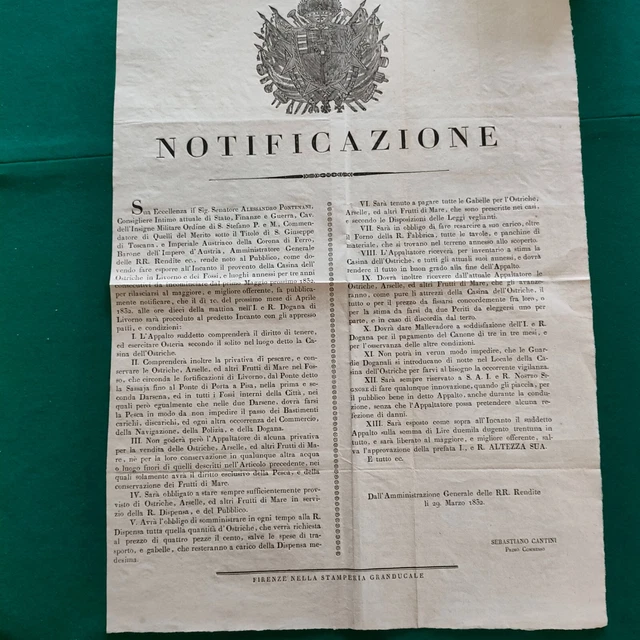 NOTIFICAZIONE
Sua Eccellenza il Sig. Senatore ALESSANDRO PONTENANI,
Consigliere Intimo attuale di Stato, Finanze e Guerra, Cav.
dell'Insigne Militare Ordine di S. Stefano P. e M., Commen-
datore di Quelli del Merito sotto il Titolo di S. Giuseppe
di Toscana, e Imperiale Austriaco della Corona di Ferro,
Barone dell'Impero d'Austria, Amministratore Generale
delle RR. Rendite ec., rende noto al Pubblico, come do-
vendo fare esporre all'Incanto il provento della Casina dell'
Ostriche in Livorno e dei Fossi, e luoghi annessi per tre anni
consecutivi da incominciare dal primo Maggio prossimo 1832,
per rilasciarsi al maggiore, e migliore offerente, fa pubblica-
mente notificare, che il dì 10. del prossimo mese di Aprile
1832. alle ore dieci della mattina nell'I. e R. Dogana di
Livorno sarà proceduto al predetto Incanto con gli appresso
patti, e condizioni:
I. L'Appalto suddetto comprenderà il diritto di tenere,
ed esercitare Osteria secondo il solito nel luogo detto la Ca-
sina dell'Ostriche.
II. Comprenderà inoltre la privativa di pescare, e con-
servare le Ostriche, Arselle, ed altri Frutti di Mare nel Fos-
so, che circonda le fortificazioni di Livorno, dal Ponte detto
la Sassaja fino al Ponte di Porta a Pisa, nella prima e se-
conda Darsena, ed in tutti i Fossi interni della Città, nei
quali però egualmente che nelle due Darsene, dovrà farsi
la Pesca in modo da non impedire il passo dei Bastimenti
carichi, discarichi, ed ogni altra occorrenza del Commercio,
della Navigazione, della Polizia, e della Dogana.
III. Non goderà però l'Appaltatore di alcuna privativa
per la vendita delle Ostriche, Arselle, ed altri Frutti di Ma-
re, nè per la loro conservazione in qualunque altra acqua
o luogo fuori di quelli descritti nell'Articolo precedente, nei
quali solamente avrà il diritto esclusivo della Pesca, e della
conservazione dei Frutti di Mare.
IV. Sarà obbligato a stare sempre sufficientemente prov-
visto di Ostriche, Arselle, ed altri Frutti di Mare in servi-
zio della R. Dispensa, e del Pubblico.
V. Avrà l'obbligo di somministrare in ogni tempo alla R.
Dispensa tutta quella quantità d'Ostriche, che verrà richiesta
al prezzo di quattro pezze il cento, salve le spese di tra-
sporto, e gabelle, che resteranno a carico della Dispensa me-
desima.
VI. Sarà tenuto a pagare tutte le Gabelle per l'Ostriche,
Arselle, ed altri Frutti di Mare, che sono prescritte nei casi,
e secondo le Disposizioni delle Leggi veglianti.
VII. Sarà in obbligo da fare resarcire a suo carico, oltre
il Forno della R. Fabbrica, tutte le tavole, e panchine di
materiale, che si trovano nel terreno annesso allo scoperto.
VIII. L'Appaltatore riceverà per inventario a stima la
Casina dell'Ostriche, e tutti gli attuali suoi annessi, e dovrà
rendere il tutto in buon grado alla fine dell'Appalto.
IX. Dovrà inoltre ricevere dall'attuale Appaltatore le
Ostriche, Arselle, ed altri Frutti di Mare, che gli avanze-
ranno, come pure li attrezzi della Casina dell'Ostriche, il
tutto o per il prezzo da fissarsi concordemente fra loro, o
per la stima da farsi da due Periti da eleggersi uno per
parte, e in caso di discordia dal terzo.
X. Dovrà dare Mallevadore a soddisfazione dell'I. e R.
Dogana per il pagamento del Canone di tre in tre mesi, e
per l'osservanza delle altre condizioni.
XI. Non potrà in verun modo impedire, che le Guar-
die Doganali si introducano di notte nel Locale della Ca-
sina dell'Ostriche per farvi al bisogno la occorrente vigilanza.
XII. Sarà sempre riservato a S. A. I. e R. NOSTRO SI-
GNORE di fare qualunque innovazione, quando gli piaccia, per
il pubblico bene in detto Appalto, anche durante la condu-
zione, senza che l'Appaltatore possa pretendere alcuna re-
fezione di danni.
XIII. Sarà esposto come sopra all'Incanto il suddetto
Appalto sulla somma di Lire duemila dugento trentuna in
tutto, e sarà liberato al maggiore, e migliore offerente, sal-
va l'approvazione della prefata I., e R. ALTEZZA SUA.
E tutto ec.
Dall'Amministrazione Generale delle RR. Rendite
li 29. Marzo 1832.
SEBASTIANO CANTINI
PRIMO COMMESSO
FIRENZE NELLA STAMPERIA GRANDUCALE